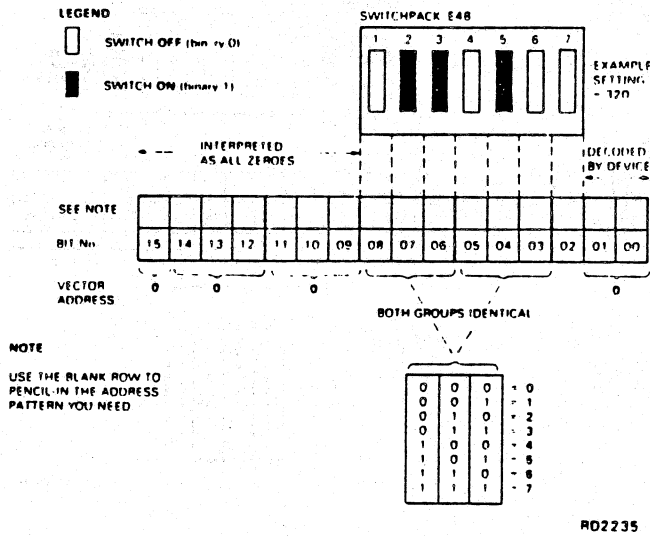 LEGEND
SWITCH OFF (binary 0)
SWITCH ON (binary 1)
SWITCHPACK E48
1 2 3 4 5 6 7
EXAMPLE
SETTING
= 320
INTERPRETED
AS ALL ZEROES
DECODED
BY DEVICE
SEE NOTE
BIT No. 15 14 13 12 11 10 09 08 07 06 05 04 03 02 01 00
VECTOR
ADDRESS
0 0 0 0
BOTH GROUPS IDENTICAL
NOTE
USE THE BLANK ROW TO
PENCIL-IN THE ADDRESS
PATTERN YOU NEED
0 0 0 = 0
0 0 1 = 1
0 1 0 = 2
0 1 1 = 3
1 0 0 = 4
1 0 1 = 5
1 1 0 = 6
1 1 1 = 7
RD2235